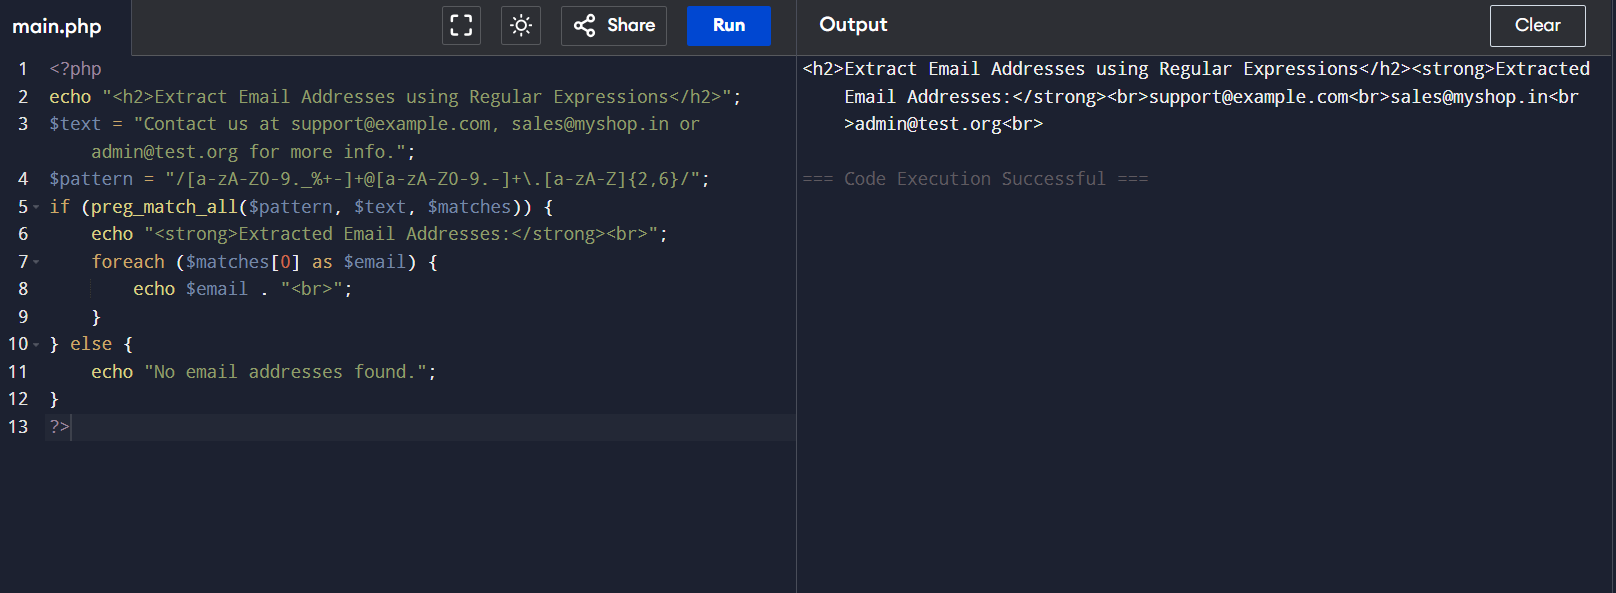 main.php
Share
Run
Output
Clear
1 <?php
2 echo "<h2>Extract Email Addresses using Regular Expressions</h2>";
3 $text = "Contact us at support@example.com, sales@myshop.in or
admin@test.org for more info.";
4 $pattern = "/[a-zA-Z0-9._%+-]+@[a-zA-Z0-9.-]+\.[a-zA-Z]{2,6}/";
5 if (preg_match_all($pattern, $text, $matches)) {
6 echo "<strong>Extracted Email Addresses:</strong><br>";
7 foreach ($matches[0] as $email) {
8 echo $email . "<br>";
9 }
10 } else {
11 echo "No email addresses found.";
12 }
13 ?>
<h2>Extract Email Addresses using Regular Expressions</h2><strong>Extracted
Email Addresses:</strong><br>support@example.com<br>sales@myshop.in<br
>admin@test.org<br>
=== Code Execution Successful ===